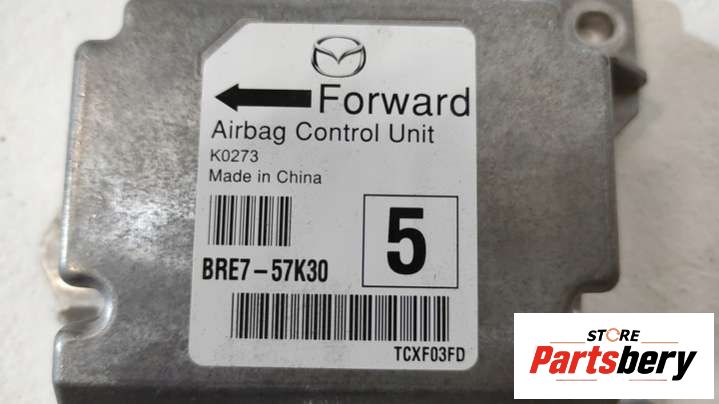 Forward
Airbag Control Unit
K0273
Made in China
5
BRE7-57K30
TCXF03FD
STORE
Partsbery